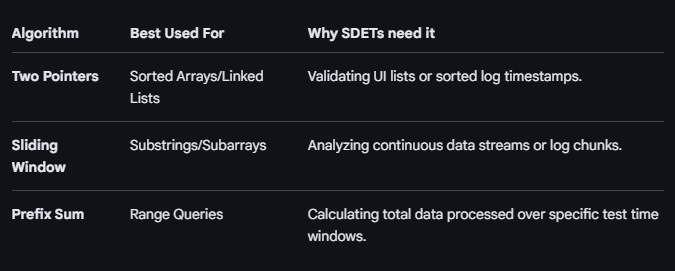 Algorithm Best Used For Why SDETs need it
Two Pointers Sorted Arrays/Linked Validating UI lists or sorted log timestamps.
Lists
Sliding Substrings/Subarrays Analyzing continuous data streams or log chunks.
Window
Prefix Sum Range Queries Calculating total data processed over specific test time
windows.